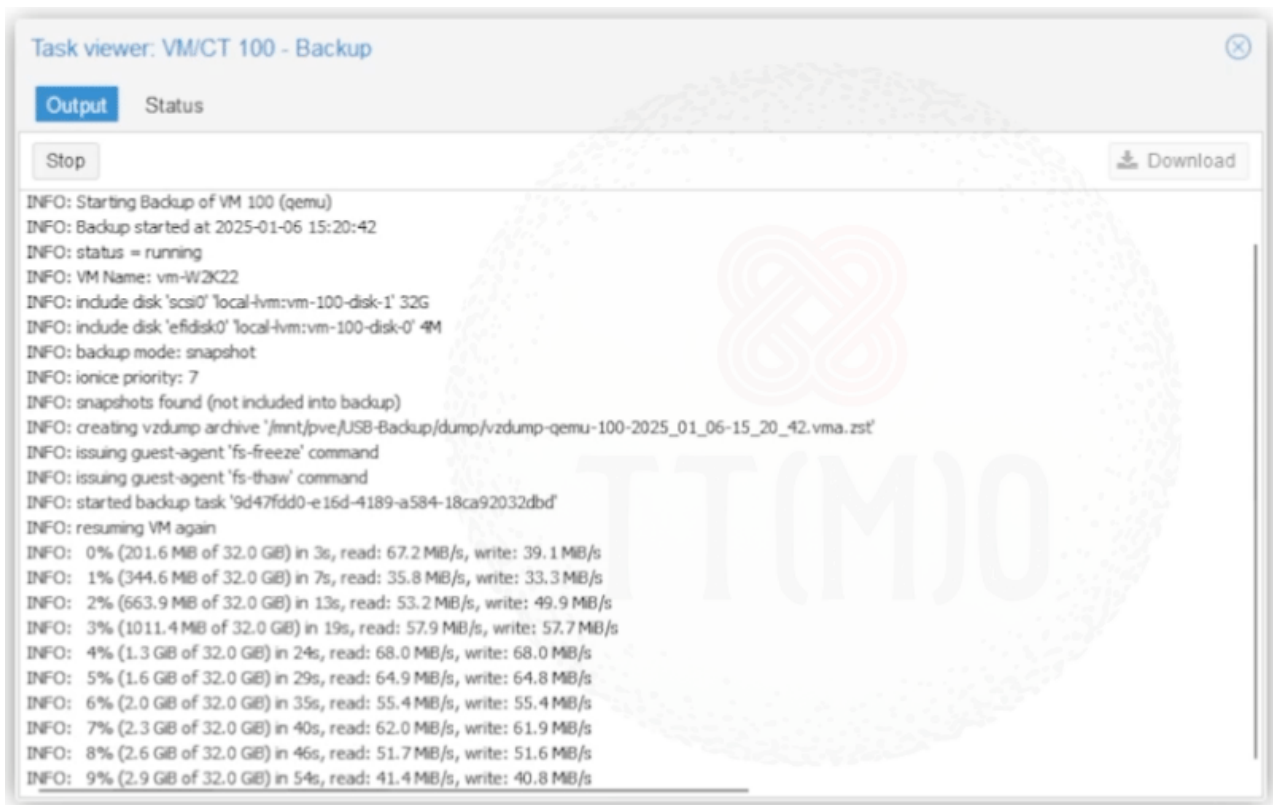 Task viewer: VM/CT 100 - Backup
Output Status
Stop Download
INFO: Starting Backup of VM 100 (qemu)
INFO: Backup started at 2025-01-06 15:20:42
INFO: status = running
INFO: VM Name: vm-W2K22
INFO: include disk 'scsi0' 'local-lvm:vm-100-disk-1' 32G
INFO: include disk 'efidisk0' 'local-lvm:vm-100-disk-0' 4M
INFO: backup mode: snapshot
INFO: ionice priority: 7
INFO: snapshots found (not included into backup)
INFO: creating vzdump archive '/mnt/pve/USB-Backup/dump/vzdump-qemu-100-2025_01_06-15_20_42.vma.zst'
INFO: issuing guest-agent 'fs-freeze' command
INFO: issuing guest-agent 'fs-thaw' command
INFO: started backup task '9d47fdd0-e16d-4189-a584-18ca92032dbd'
INFO: resuming VM again
INFO: 0% (201.6 MiB of 32.0 GiB) in 3s, read: 67.2 MiB/s, write: 39.1 MiB/s
INFO: 1% (344.6 MiB of 32.0 GiB) in 7s, read: 35.8 MiB/s, write: 33.3 MiB/s
INFO: 2% (663.9 MiB of 32.0 GiB) in 13s, read: 53.2 MiB/s, write: 49.9 MiB/s
INFO: 3% (1011.4 MiB of 32.0 GiB) in 19s, read: 57.9 MiB/s, write: 57.7 MiB/s
INFO: 4% (1.3 GiB of 32.0 GiB) in 24s, read: 68.0 MiB/s, write: 68.0 MiB/s
INFO: 5% (1.6 GiB of 32.0 GiB) in 29s, read: 64.9 MiB/s, write: 64.8 MiB/s
INFO: 6% (2.0 GiB of 32.0 GiB) in 35s, read: 55.4 MiB/s, write: 55.4 MiB/s
INFO: 7% (2.3 GiB of 32.0 GiB) in 40s, read: 62.0 MiB/s, write: 61.9 MiB/s
INFO: 8% (2.6 GiB of 32.0 GiB) in 46s, read: 51.7 MiB/s, write: 51.6 MiB/s
INFO: 9% (2.9 GiB of 32.0 GiB) in 54s, read: 41.4 MiB/s, write: 40.8 MiB/s
TT(M)O